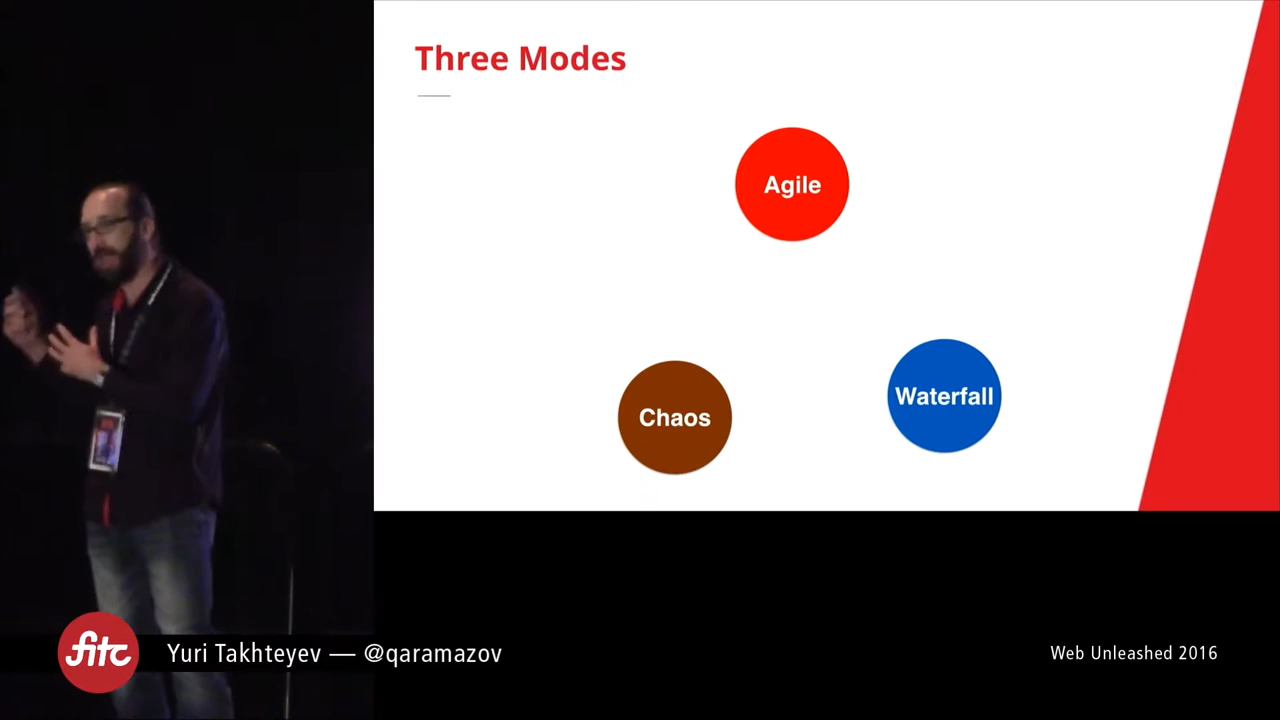 Three Modes
Agile
Waterfall
Chaos
fitc
Yuri Takhteyev — @qaramazov
Web Unleashed 2016